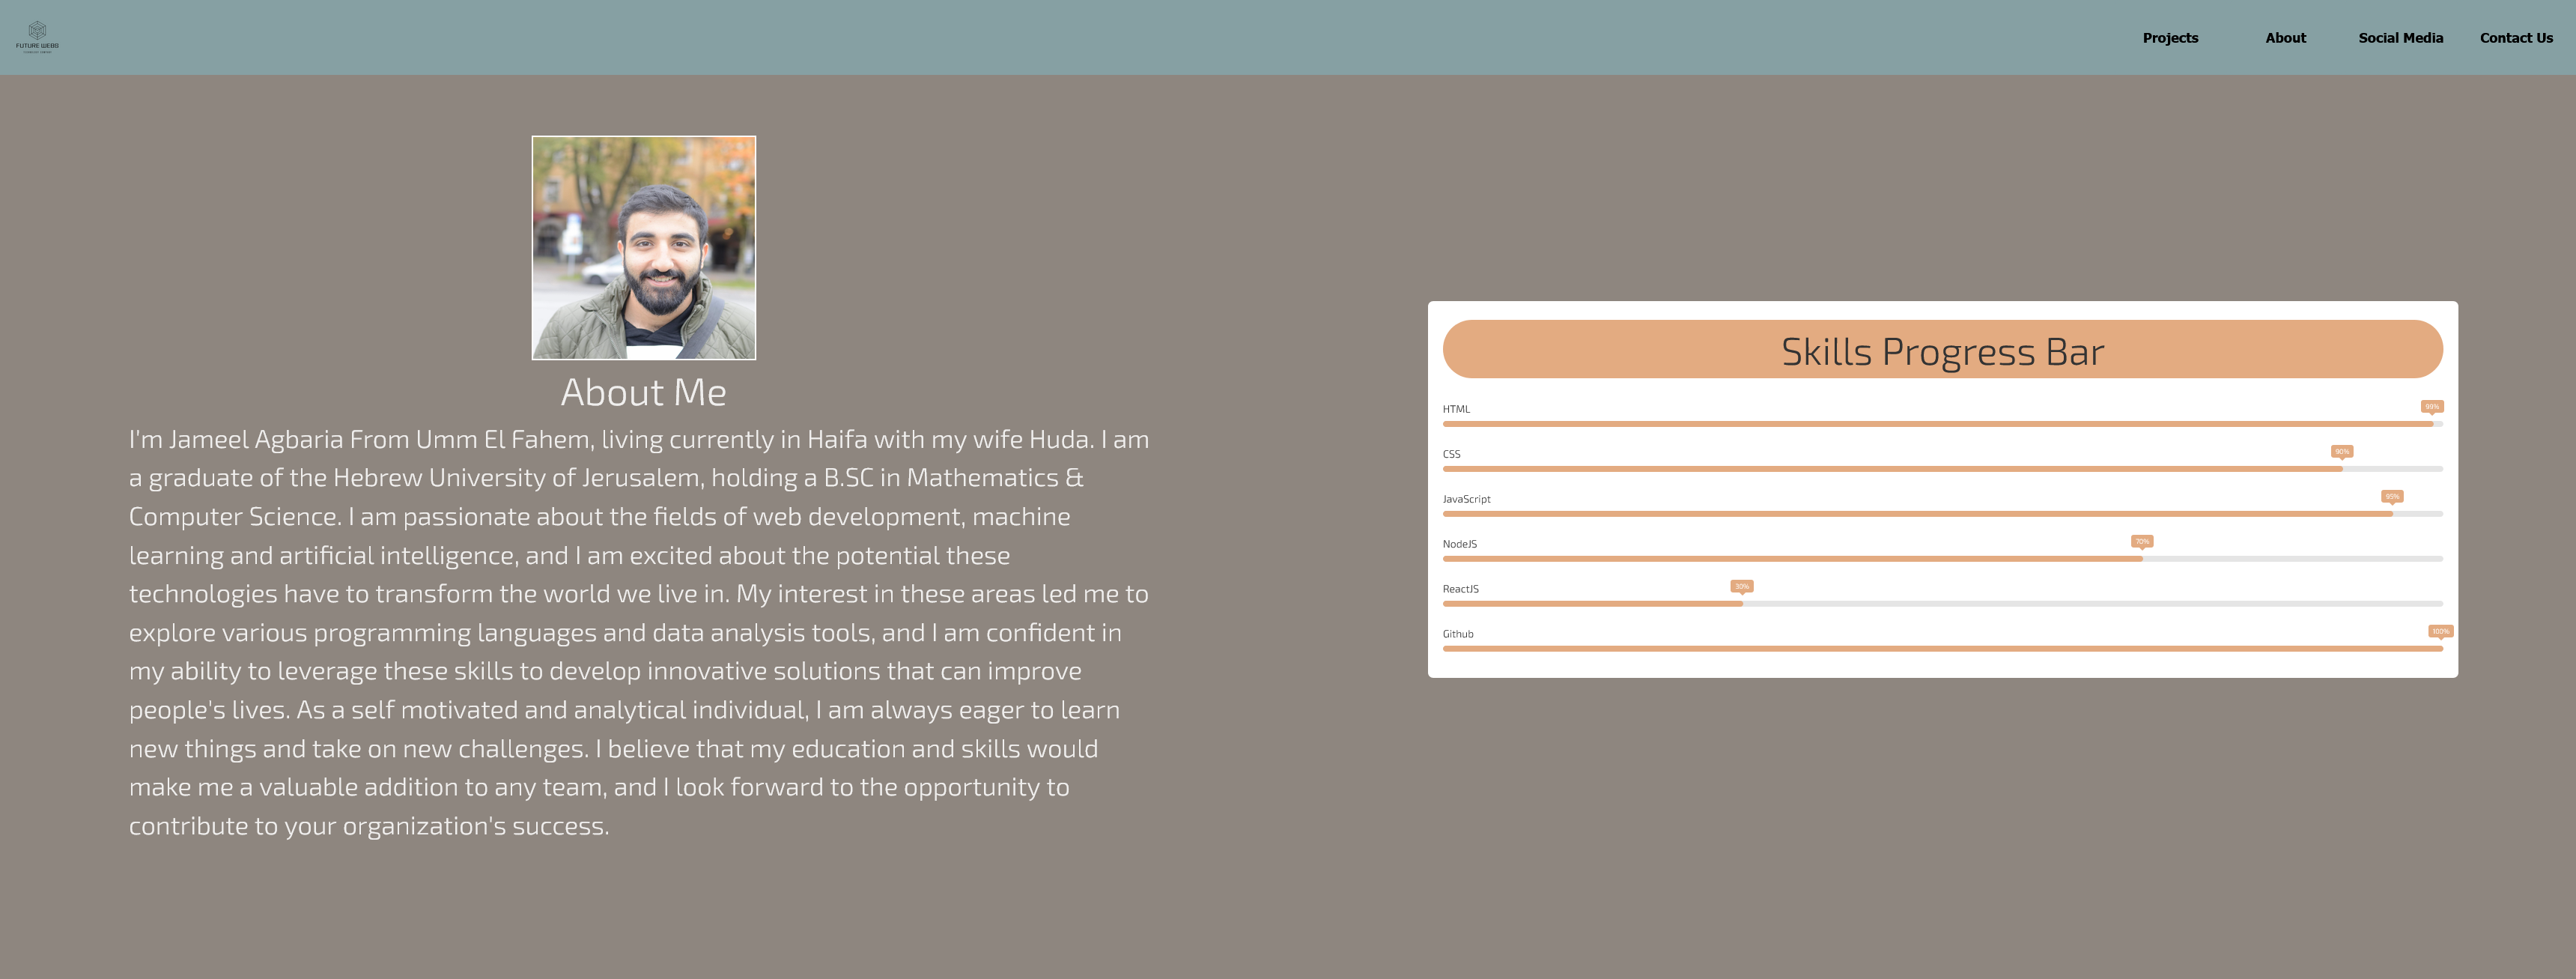 FUTURE WEBS
Projects
About
Social Media
Contact Us
About Me
I'm Jameel Agbaria From Umm El Fahem, living currently in Haifa with my wife Huda. I am
a graduate of the Hebrew University of Jerusalem, holding a B.SC in Mathematics &
Computer Science. I am passionate about the fields of web development, machine
learning and artificial intelligence, and I am excited about the potential these
technologies have to transform the world we live in. My interest in these areas led me to
explore various programming languages and data analysis tools, and I am confident in
my ability to leverage these skills to develop innovative solutions that can improve
people's lives. As a self motivated and analytical individual, I am always eager to learn
new things and take on new challenges. I believe that my education and skills would
make me a valuable addition to any team, and I look forward to the opportunity to
contribute to your organization's success.
Skills Progress Bar
HTML
99%
CSS
90%
JavaScript
95%
NodeJS
70%
ReactJS
30%
Github
100%